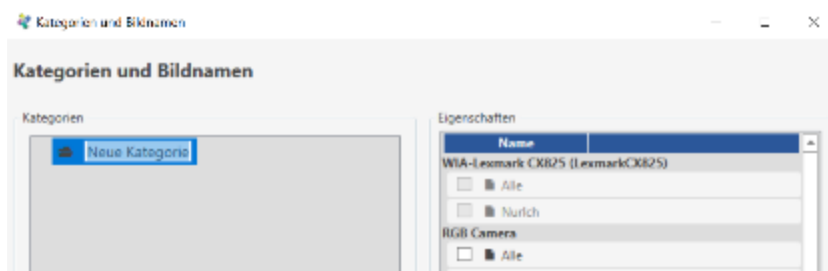 Kategorien und Bildnamen
Kategorien und Bildnamen
Kategorien
Neue Kategorie
Eigenschaften
Name
WIA-Lexmark CX825 (LexmarkCX825)
Alle
NurIch
RGB Camera
Alle